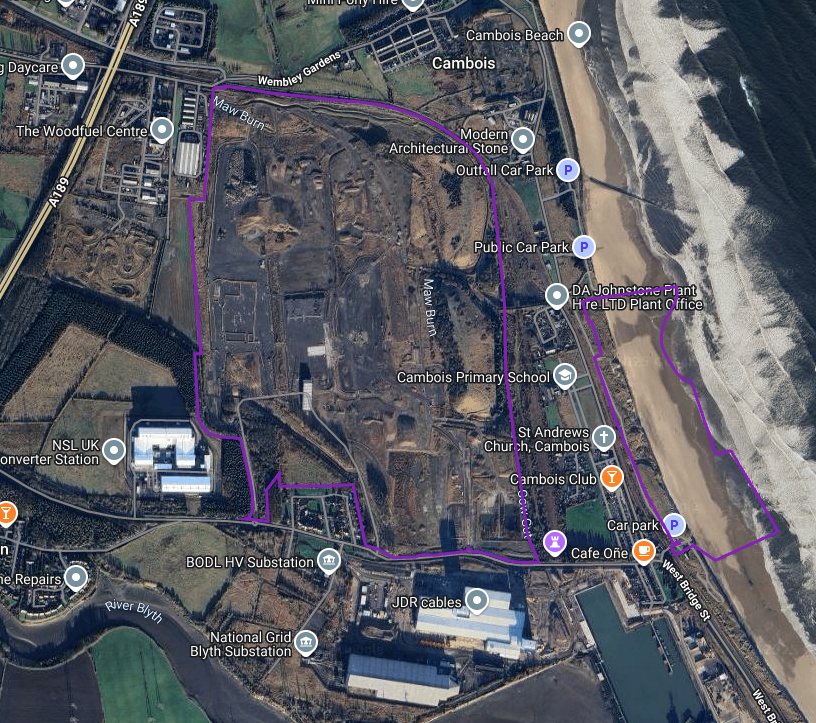 Mini Pony Hire
A189
Cambois Beach
g Daycare
Wembley Gardens
Cambois
Maw Burn
The Woodfuel Centre
Modern
Architectural Stone
Outfall Car Park
P
A189
Public Car Park
P
DA Johnstone Plant
Hire LTD Plant Office
Maw Burn
Cambois Primary School
St Andrews
Church, Cambois
NSL UK
onverter Station
Cambois Club
Cow Gut
Car park
P
n
Cafe One
BODL HV Substation
ne Repairs
West Bridge St
River Blyth
JDR cables
National Grid
Blyth Substation
West Br